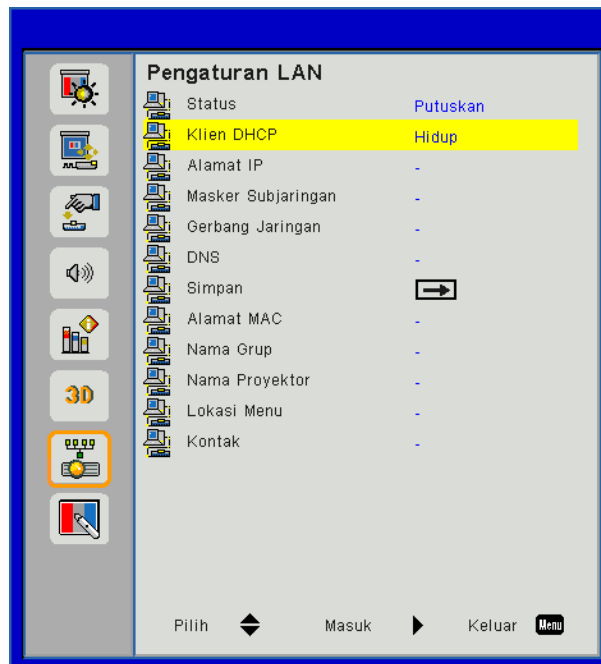 Pengaturan LAN
Status Putuskan
Klien DHCP Hidup
Alamat IP -
Masker Subjaringan -
Gerbang Jaringan -
DNS -
Simpan
Alamat MAC -
Nama Grup -
Nama Proyektor -
3D
Lokasi Menu -
Kontak -
Pilih Masuk Keluar Menu